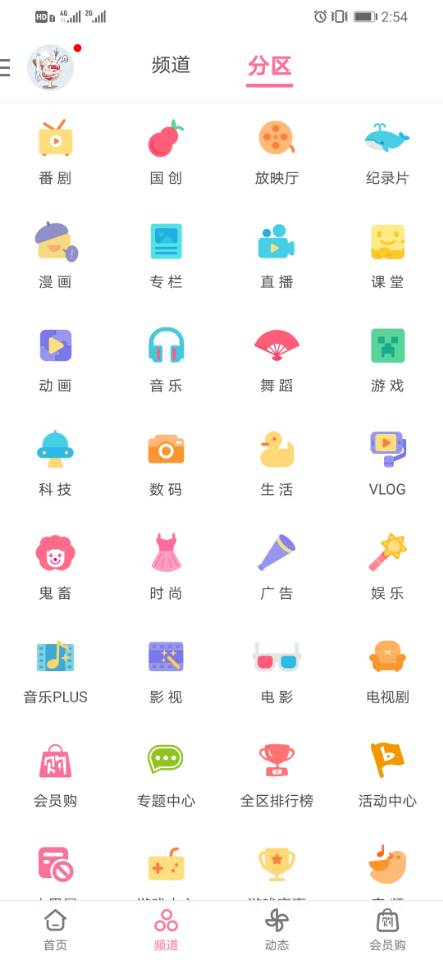 HD 4G 2G 2:54
频道 分区
番剧 国创 放映厅 纪录片
漫画 专栏 直播 课堂
动画 音乐 舞蹈 游戏
科技 数码 生活 VLOG
鬼畜 时尚 广告 娱乐
音乐PLUS 影视 电影 电视剧
购
会员购 专题中心 全区排行榜 活动中心
首页 频道 动态 会员购